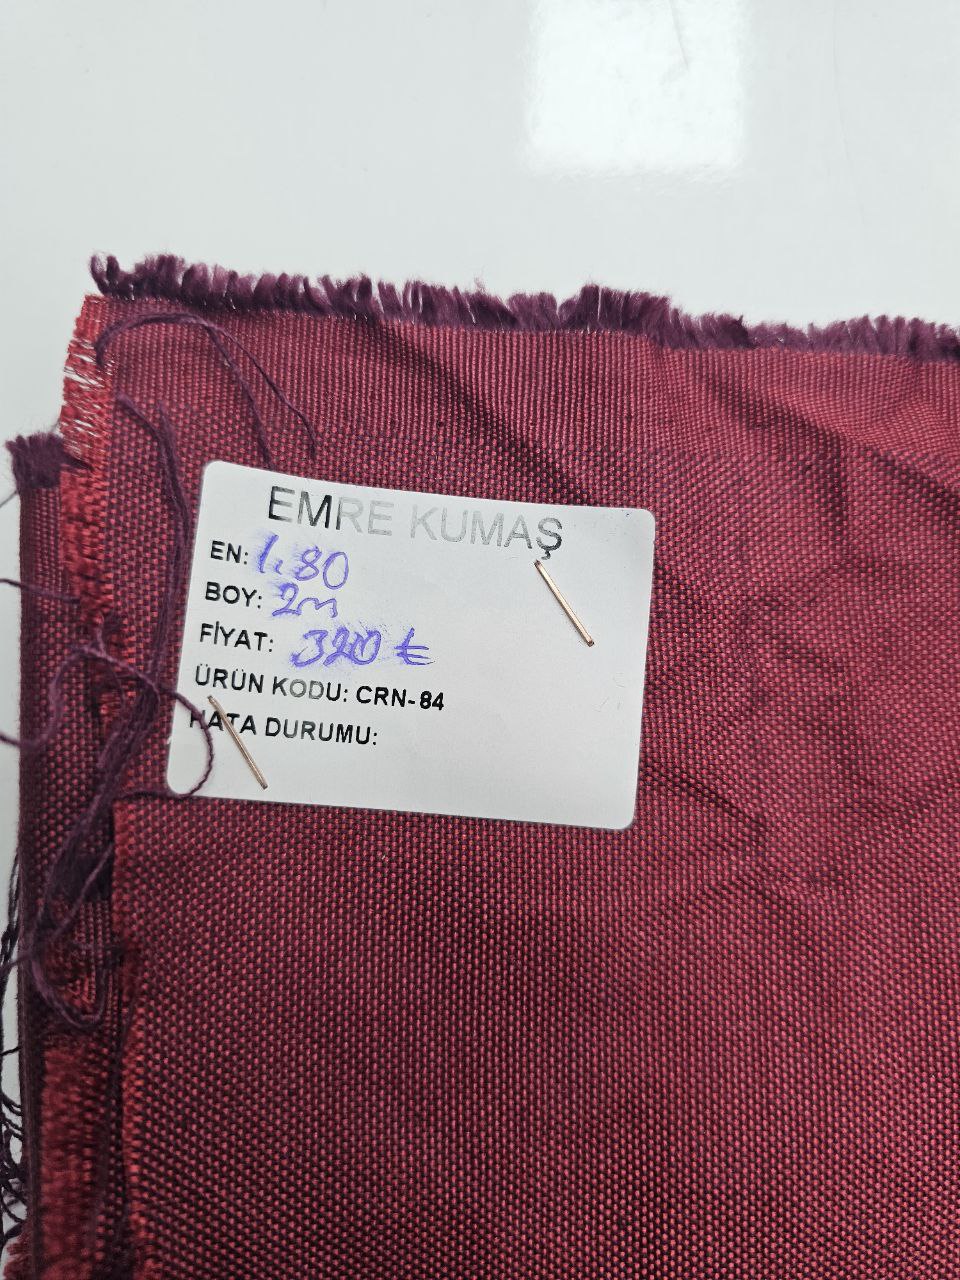 EMRE KUMAŞ
EN: 1.80
BOY: 2m
FİYAT: 320 ₺
ÜRÜN KODU: CRN-84
HATA DURUMU: